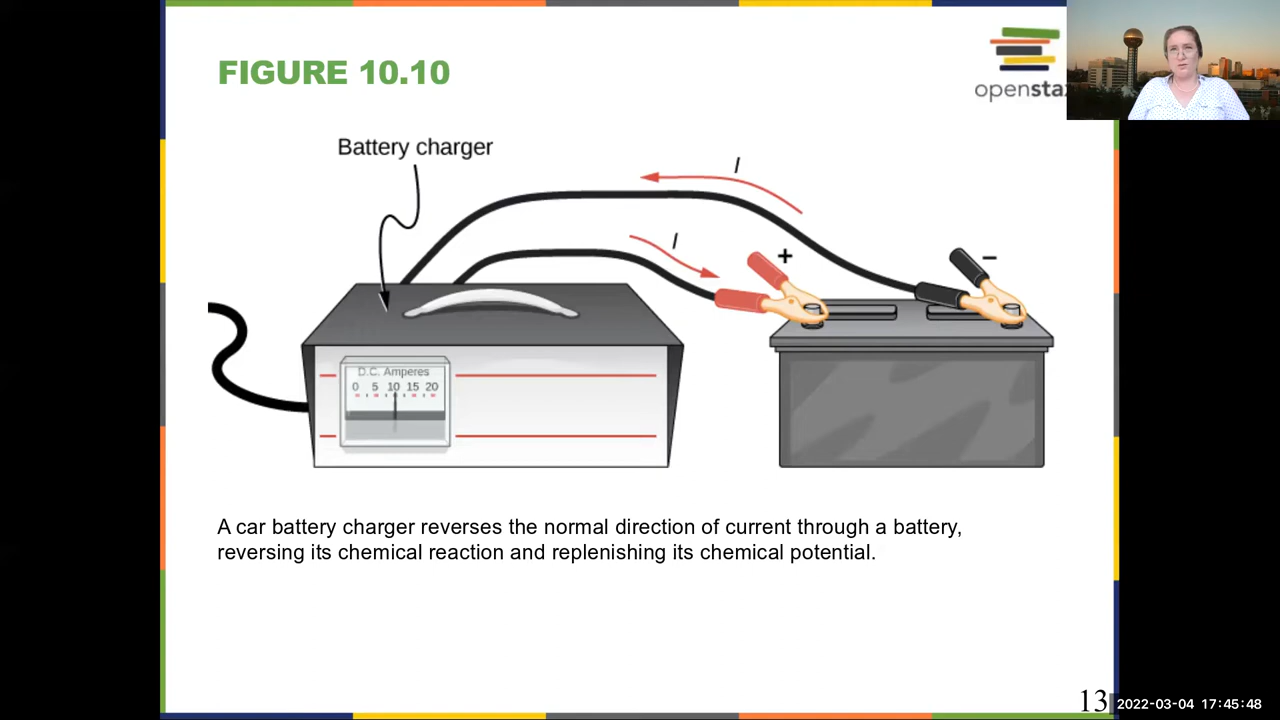 FIGURE 10.10
openstax
Battery charger
I
I
+
–
D.C. Amperes
0 5 10 15 20
A car battery charger reverses the normal direction of current through a battery,
reversing its chemical reaction and replenishing its chemical potential.
13
2022-03-04 17:45:48